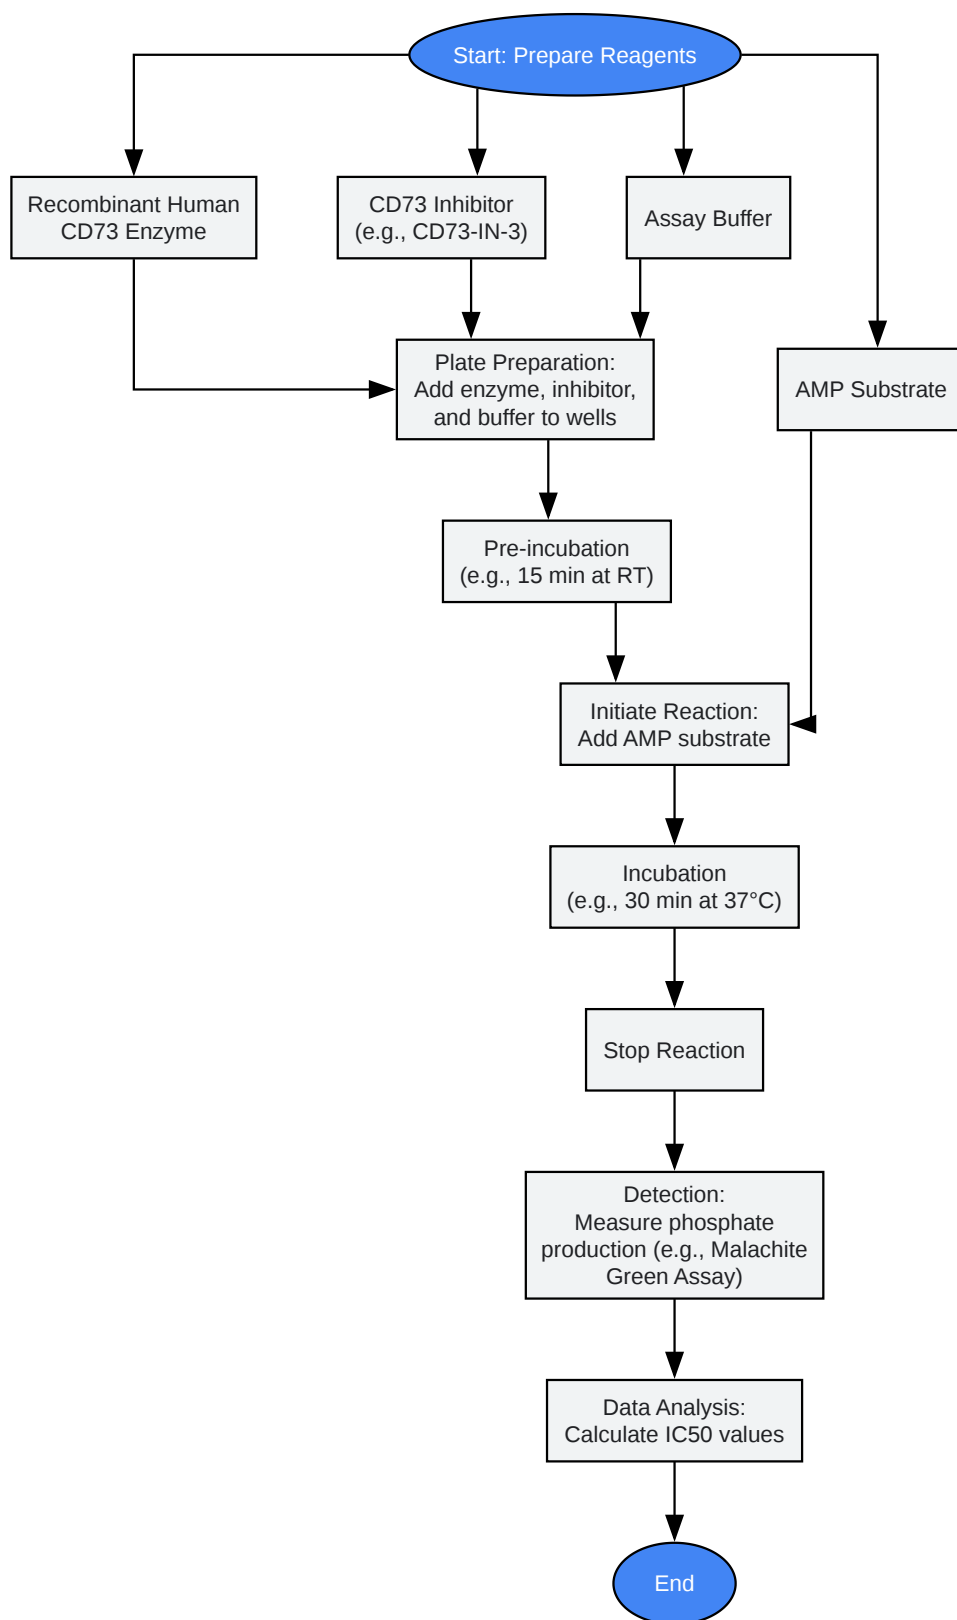 Start: Prepare Reagents
Recombinant Human
CD73 Enzyme
CD73 Inhibitor
(e.g., CD73-IN-3)
Assay Buffer
Plate Preparation:
Add enzyme, inhibitor,
and buffer to wells
AMP Substrate
Pre-incubation
(e.g., 15 min at RT)
Initiate Reaction:
Add AMP substrate
Incubation
(e.g., 30 min at 37°C)
Stop Reaction
Detection:
Measure phosphate
production (e.g., Malachite
Green Assay)
Data Analysis:
Calculate IC50 values
End